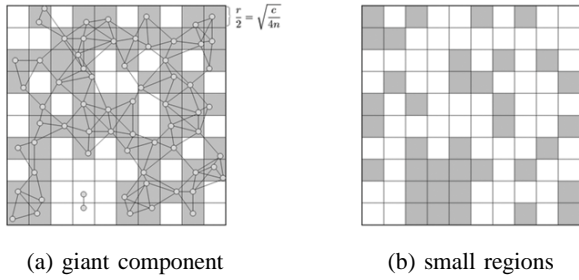 r/2 = √(c/4n)
(a) giant component
(b) small regions